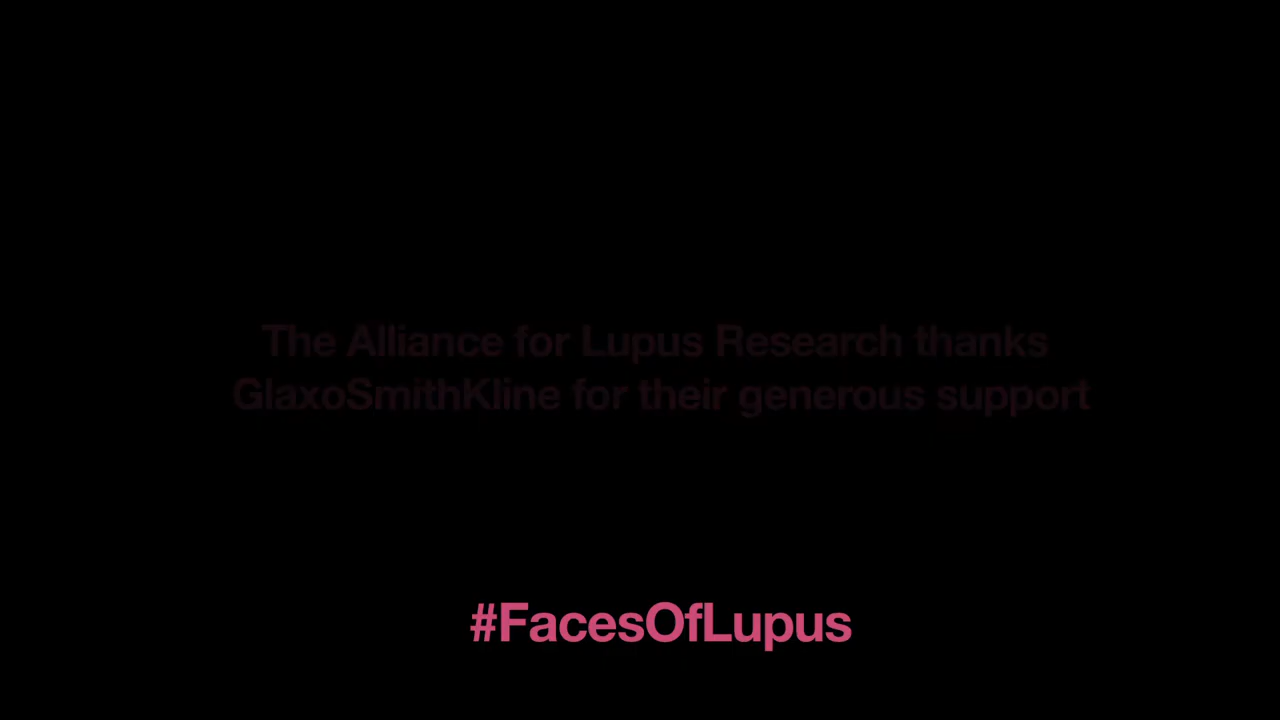 The Alliance for Lupus Research thanks
GlaxoSmithKline for their generous support
#FacesOfLupus